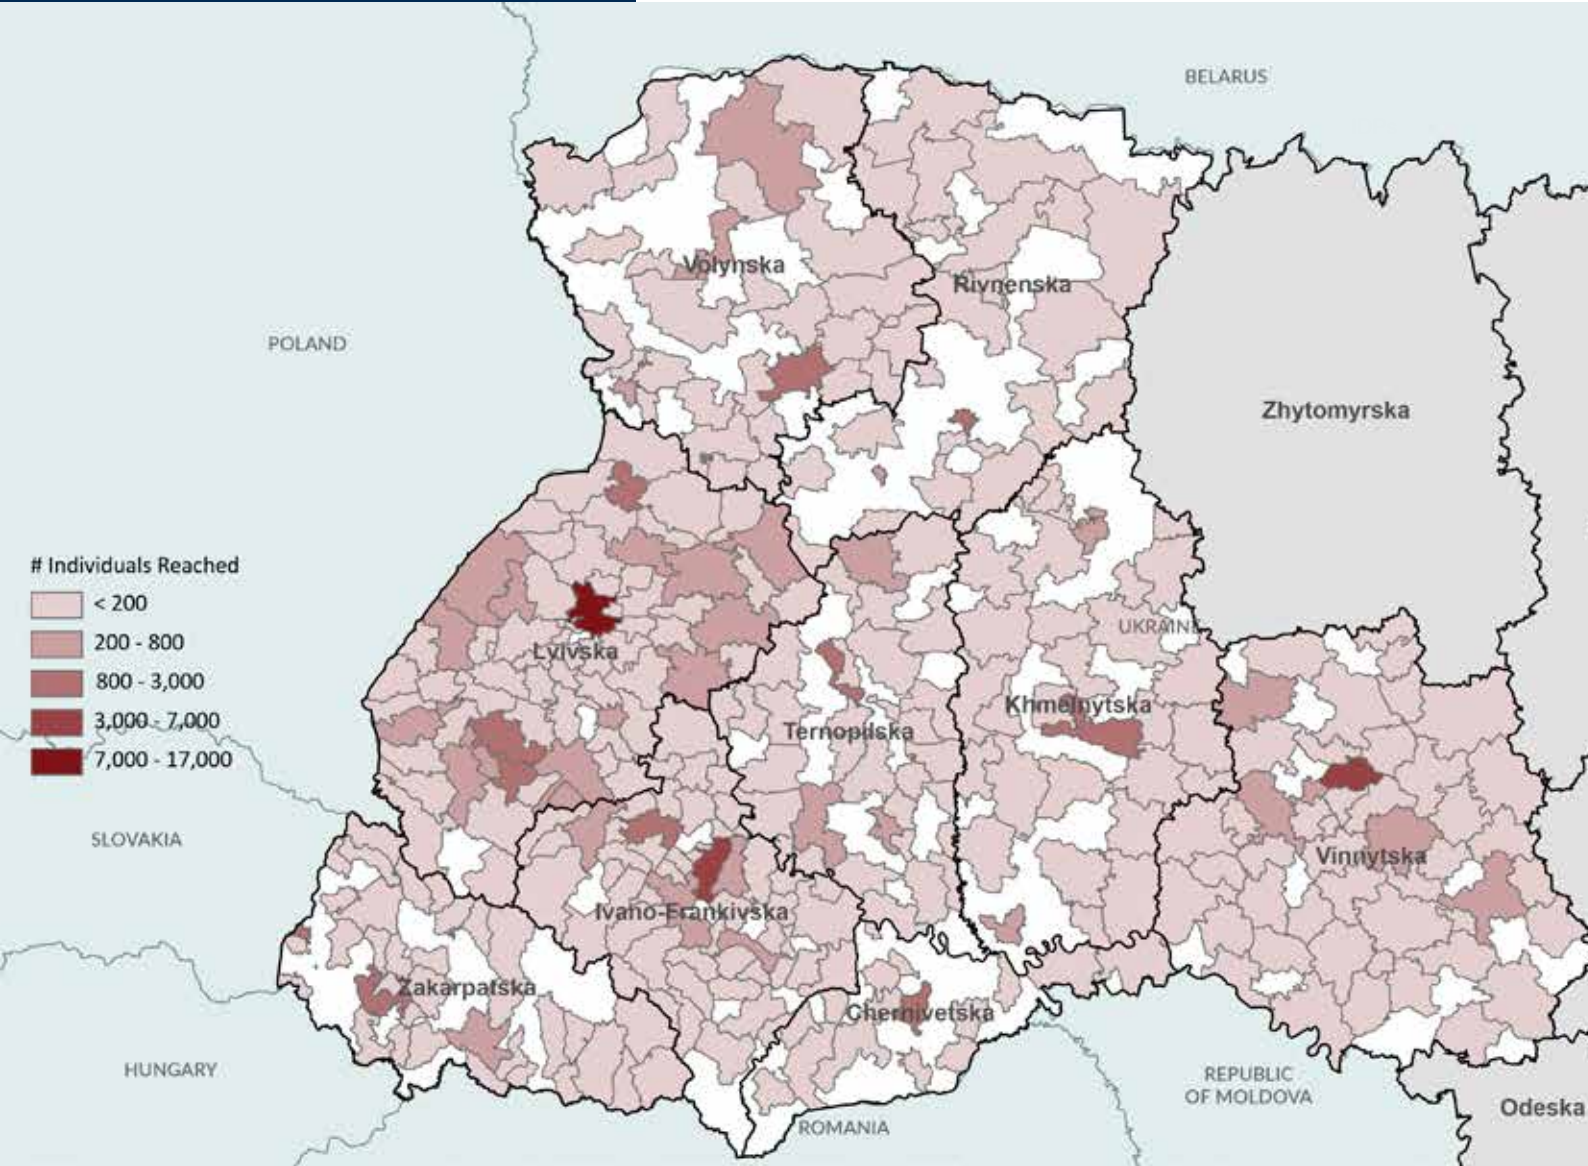 BELARUS
Volynska
Rivnenska
POLAND
Zhytomyrska
# Individuals Reached
< 200
200 - 800
800 - 3,000
3,000 - 7,000
7,000 - 17,000
UKRAINE
Lvivska
Khmelnytska
Ternopilska
SLOVAKIA
Vinnytska
Ivano-Frankivska
Zakarpatska
Chernivetska
HUNGARY
REPUBLIC
OF MOLDOVA
Odeska
ROMANIA